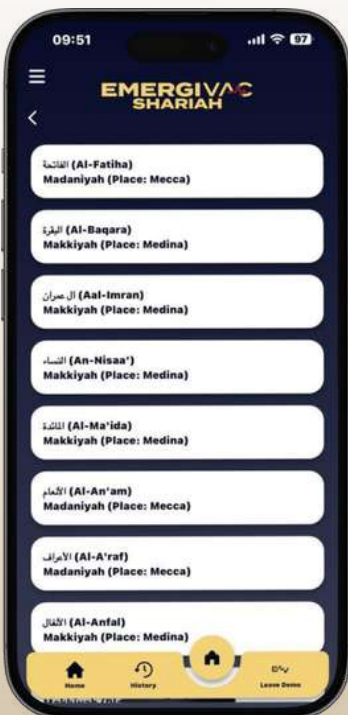 09:51
97
EMERGIVAC
SHARIAH
الفاتحة (Al-Fatiha)
Madaniyah (Place: Mecca)
البقرة (Al-Baqara)
Makkiyah (Place: Medina)
ال عمران (Aal-Imran)
Makkiyah (Place: Medina)
النساء (An-Nisaa')
Makkiyah (Place: Medina)
المائدة (Al-Ma'ida)
Makkiyah (Place: Medina)
الأنعام (Al-An'am)
Madaniyah (Place: Mecca)
الأعراف (Al-A'raf)
Madaniyah (Place: Mecca)
الأنفال (Al-Anfal)
Makkiyah (Place: Medina)
Home
History
Leave Demo